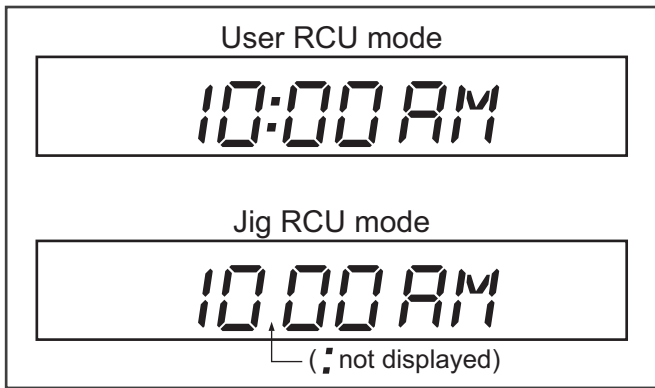 User RCU mode
10:00 AM
Jig RCU mode
10 00 AM
( : not displayed)